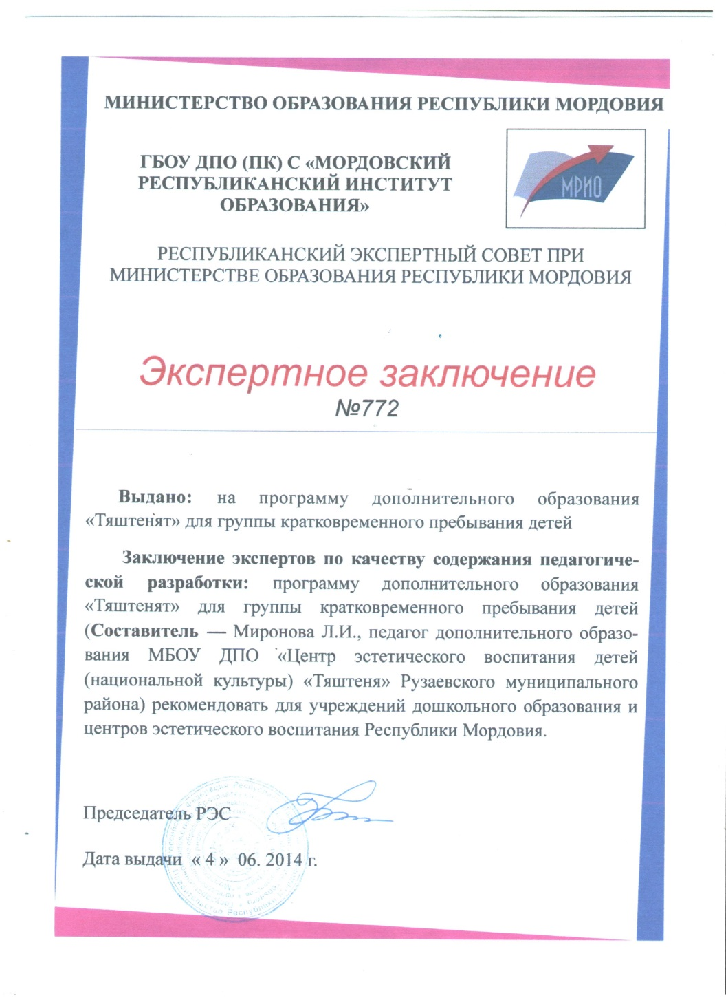 МИНИСТЕРСТВО ОБРАЗОВАНИЯ РЕСПУБЛИКИ МОРДОВИЯ
ГБОУ ДПО (ПК) С «МОРДОВСКИЙ
РЕСПУБЛИКАНСКИЙ ИНСТИТУТ
ОБРАЗОВАНИЯ»
МРИО
РЕСПУБЛИКАНСКИЙ ЭКСПЕРТНЫЙ СОВЕТ ПРИ
МИНИСТЕРСТВЕ ОБРАЗОВАНИЯ РЕСПУБЛИКИ МОРДОВИЯ
Экспертное заключение
№772
Выдано: на программу дополнительного образования
«Тяштенят» для группы кратковременного пребывания детей
Заключение экспертов по качеству содержания педагогиче-
ской разработки: программу дополнительного образования
«Тяштенят» для группы кратковременного пребывания детей
(Составитель — Миронова Л.И., педагог дополнительного образо-
вания МБОУ ДПО «Центр эстетического воспитания детей
(национальной культуры) «Тяштеня» Рузаевского муниципального
района) рекомендовать для учреждений дошкольного образования и
центров эстетического воспитания Республики Мордовия.
Председатель РЭС
Дата выдачи « 4 » 06. 2014 г.